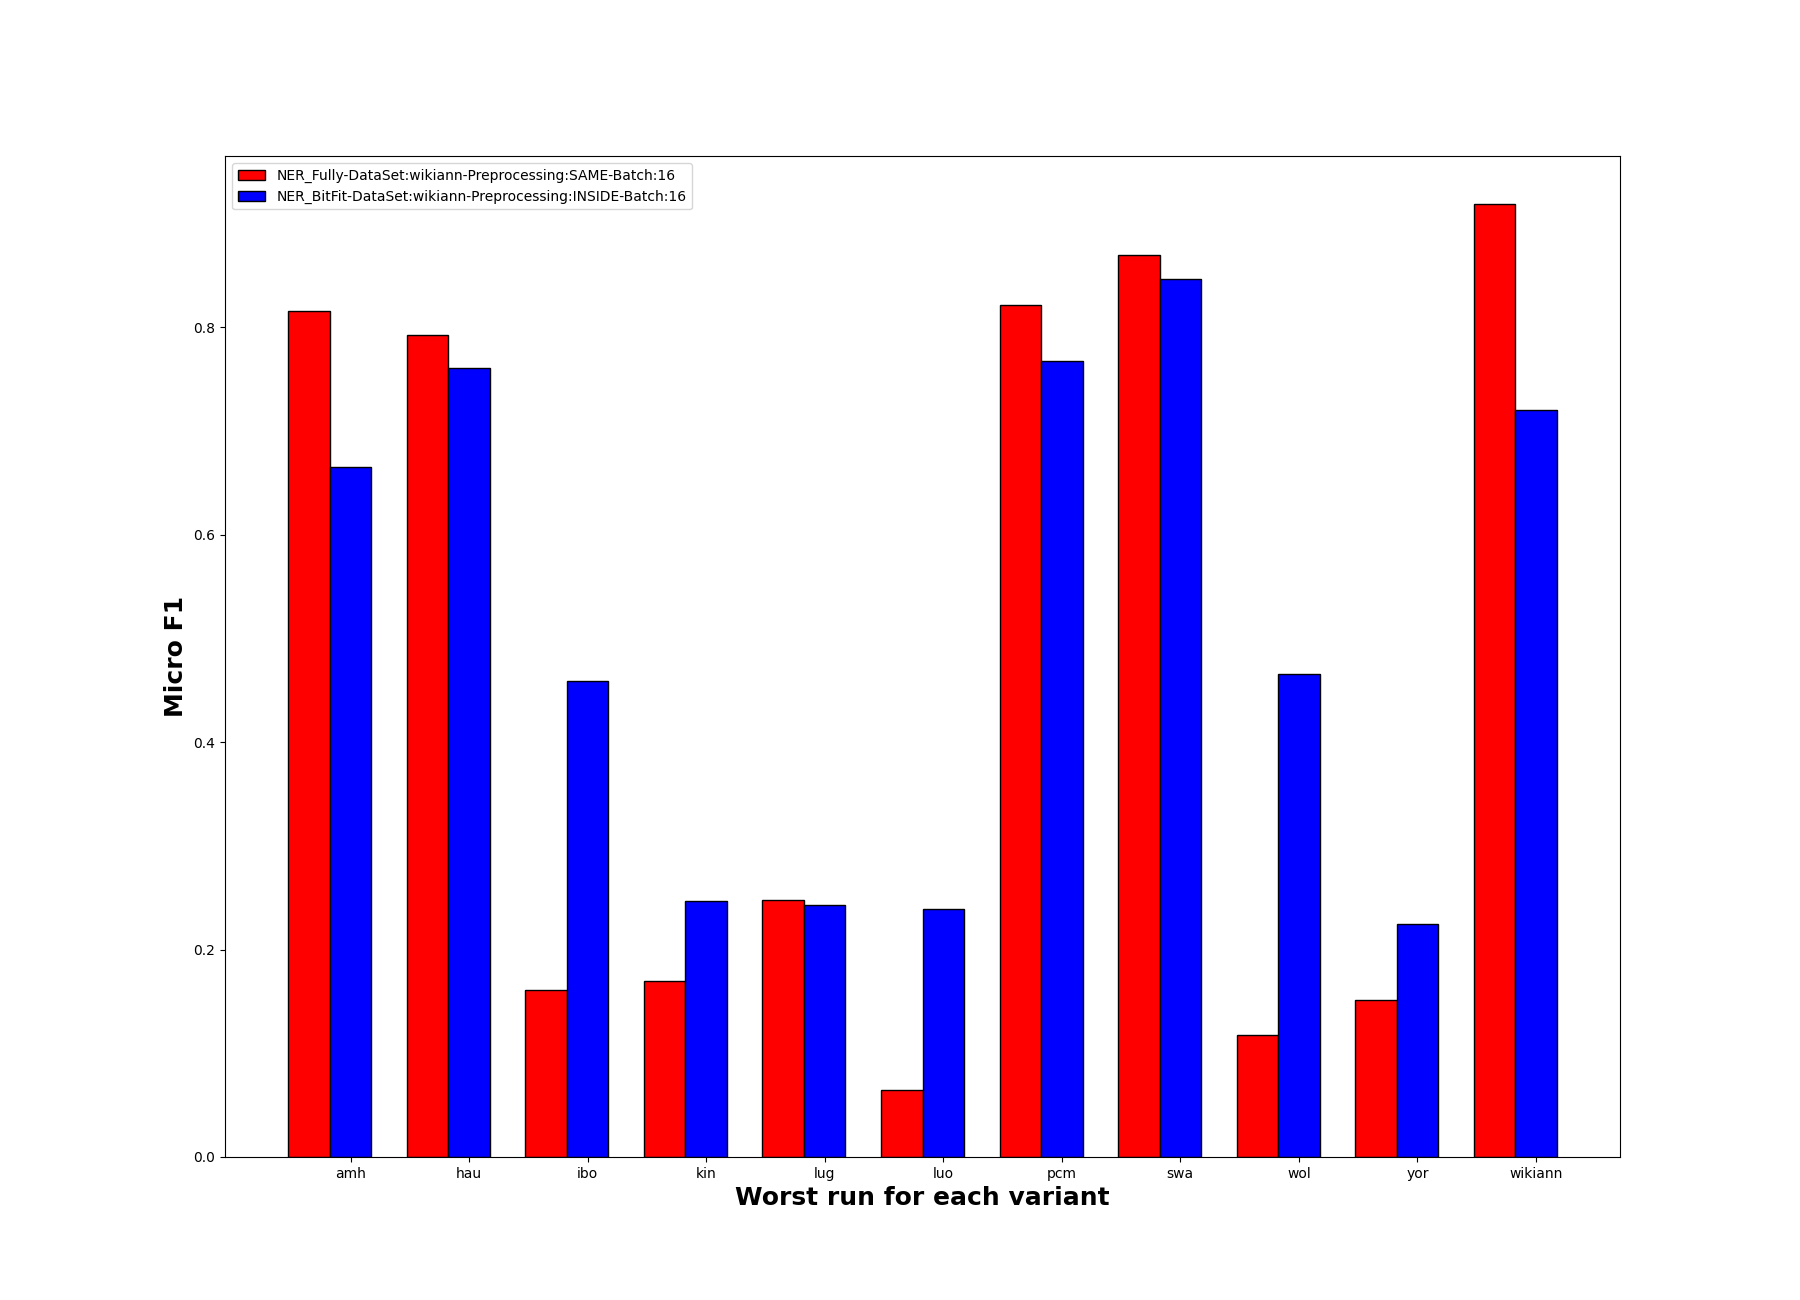 NER_Fully-DataSet:wikiann-Preprocessing:SAME-Batch:16
NER_BitFit-DataSet:wikiann-Preprocessing:INSIDE-Batch:16
Micro F1
0.8
0.6
0.4
0.2
0.0
amh hau ibo kin lug luo pcm swa wol yor wikiann
Worst run for each variant